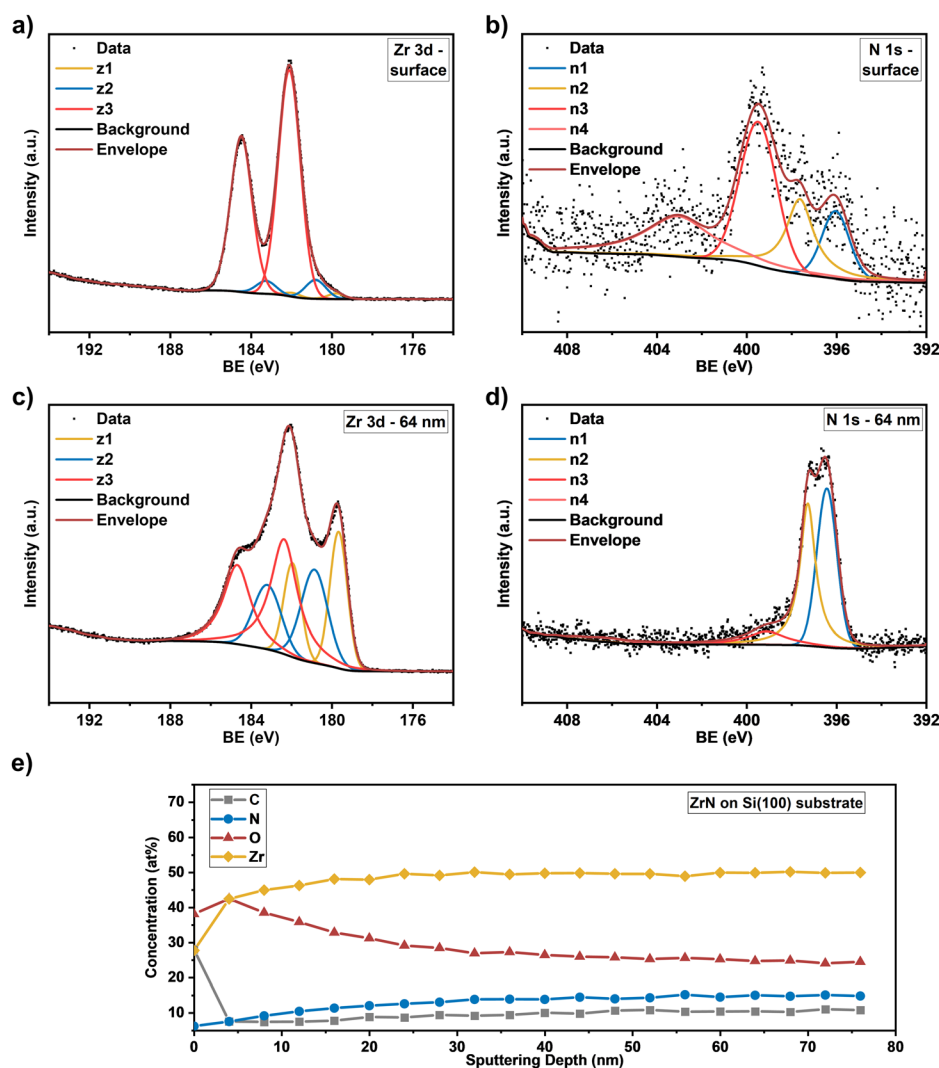 a)
Data
z1
z2
z3
Background
Envelope
Zr 3d -
surface
Intensity (a.u.)
192 188 184 180 176
BE (eV)
b)
Data
n1
n2
n3
n4
Background
Envelope
N 1s -
surface
Intensity (a.u.)
408 404 400 396 392
BE (eV)
c)
Data
z1
z2
z3
Background
Envelope
Zr 3d - 64 nm
Intensity (a.u.)
192 188 184 180 176
BE (eV)
d)
Data
n1
n2
n3
n4
Background
Envelope
N 1s - 64 nm
Intensity (a.u.)
408 404 400 396 392
BE (eV)
e)
C
N
O
Zr
ZrN on Si(100) substrate
Concentration (at%)
70
60
50
40
30
20
10
0 10 20 30 40 50 60 70 80
Sputtering Depth (nm)